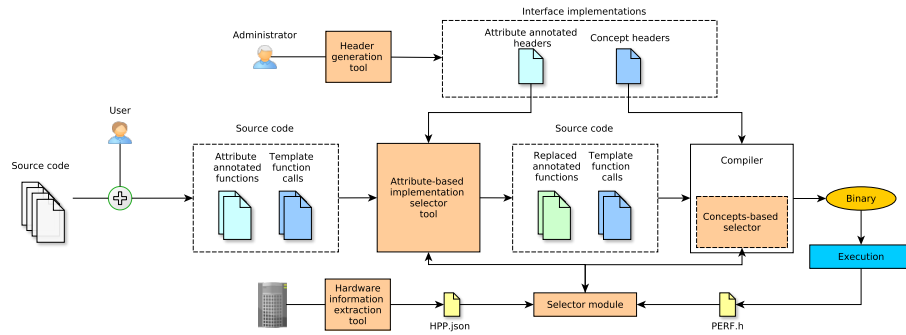 Interface implementations
Administrator
Header
generation
tool
Attribute annotated
headers
Concept headers
User
Source code
Source code
Attribute
annotated
functions
Template
function
calls
Attribute-based
implementation
selector
tool
Source code
Replaced
annotated
functions
Template
function
calls
Compiler
Concepts-based
selector
Binary
Execution
Hardware
information
extraction
tool
HPP.json
Selector module
PERF.h